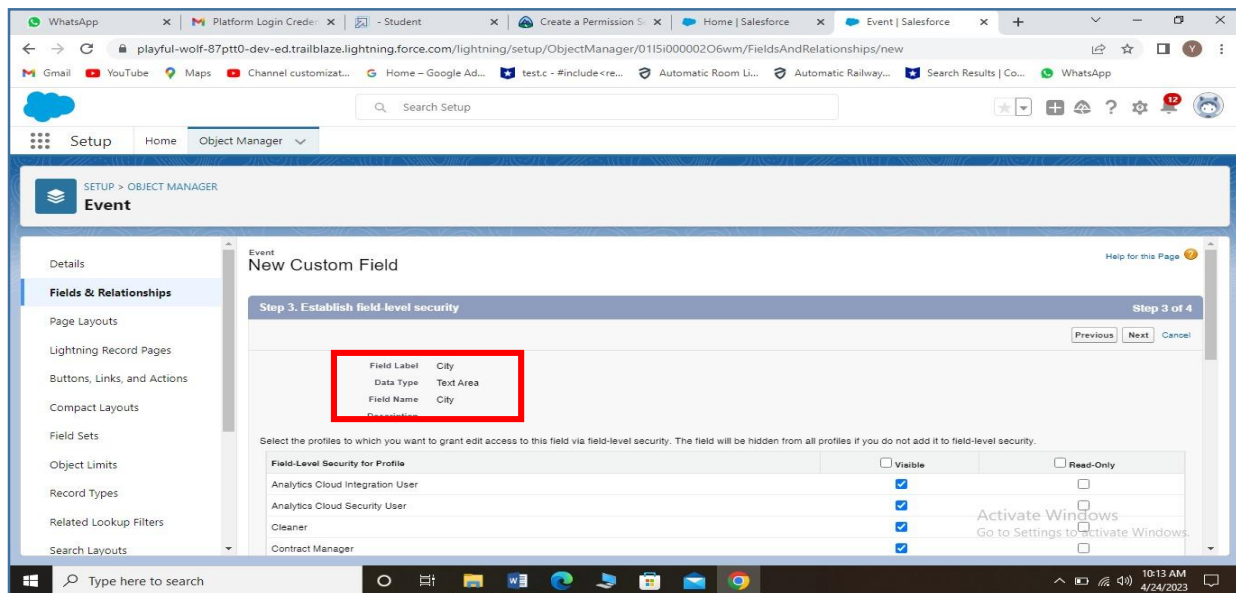 WhatsApp
Platform Login Creden
- Student
Create a Permission S
Home | Salesforce
Event | Salesforce
playful-wolf-87ptt0-dev-ed.trailblaze.lightning.force.com/lightning/setup/ObjectManager/01I5i000002O6wm/FieldsAndRelationships/new
Y
Gmail
YouTube
Maps
Channel customizat...
Home – Google Ad...
test.c - #include<re...
Automatic Room Li...
Automatic Railway...
Search Results | Co...
WhatsApp
Search Setup
12
Setup
Home
Object Manager
SETUP > OBJECT MANAGER
Event
Details
Fields & Relationships
Page Layouts
Lightning Record Pages
Buttons, Links, and Actions
Compact Layouts
Field Sets
Object Limits
Record Types
Related Lookup Filters
Search Layouts
Event
New Custom Field
Help for this Page
Step 3. Establish field-level security
Step 3 of 4
Previous Next Cancel
Field Label City
Data Type Text Area
Field Name City
Description
Select the profiles to which you want to grant edit access to this field via field-level security. The field will be hidden from all profiles if you do not add it to field-level security.
Field-Level Security for Profile Visible Read-Only
Analytics Cloud Integration User
Analytics Cloud Security User
Cleaner
Contract Manager
Activate Windows
Go to Settings to activate Windows.
Type here to search
10:13 AM
4/24/2023